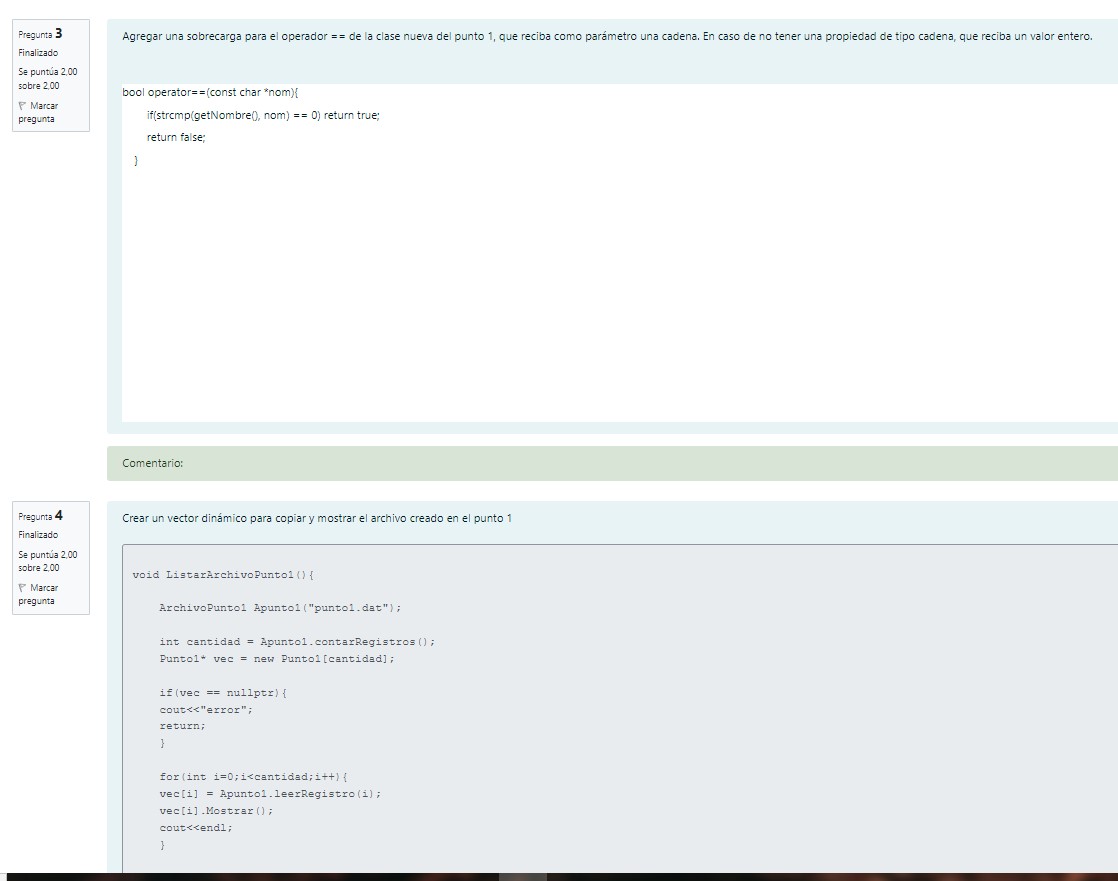 Pregunta 3
Finalizado
Se puntúa 2,00
sobre 2,00
Marcar
pregunta
Agregar una sobrecarga para el operador == de la clase nueva del punto 1, que reciba como parámetro una cadena. En caso de no tener una propiedad de tipo cadena, que reciba un valor entero.
bool operator==(const char *nom){
if(strcmp(getNombre(), nom) == 0) return true;
return false;
}
Comentario:
Pregunta 4
Finalizado
Se puntúa 2,00
sobre 2,00
Marcar
pregunta
Crear un vector dinámico para copiar y mostrar el archivo creado en el punto 1
void ListarArchivoPunto1(){
ArchivoPunto1 Apunto1("punto1.dat");
int cantidad = Apunto1.contarRegistros();
Punto1* vec = new Punto1[cantidad];
if(vec == nullptr){
cout<<"error";
return;
}
for(int i=0;i<cantidad;i++){
vec[i] = Apunto1.leerRegistro(i);
vec[i].Mostrar();
cout<<endl;
}